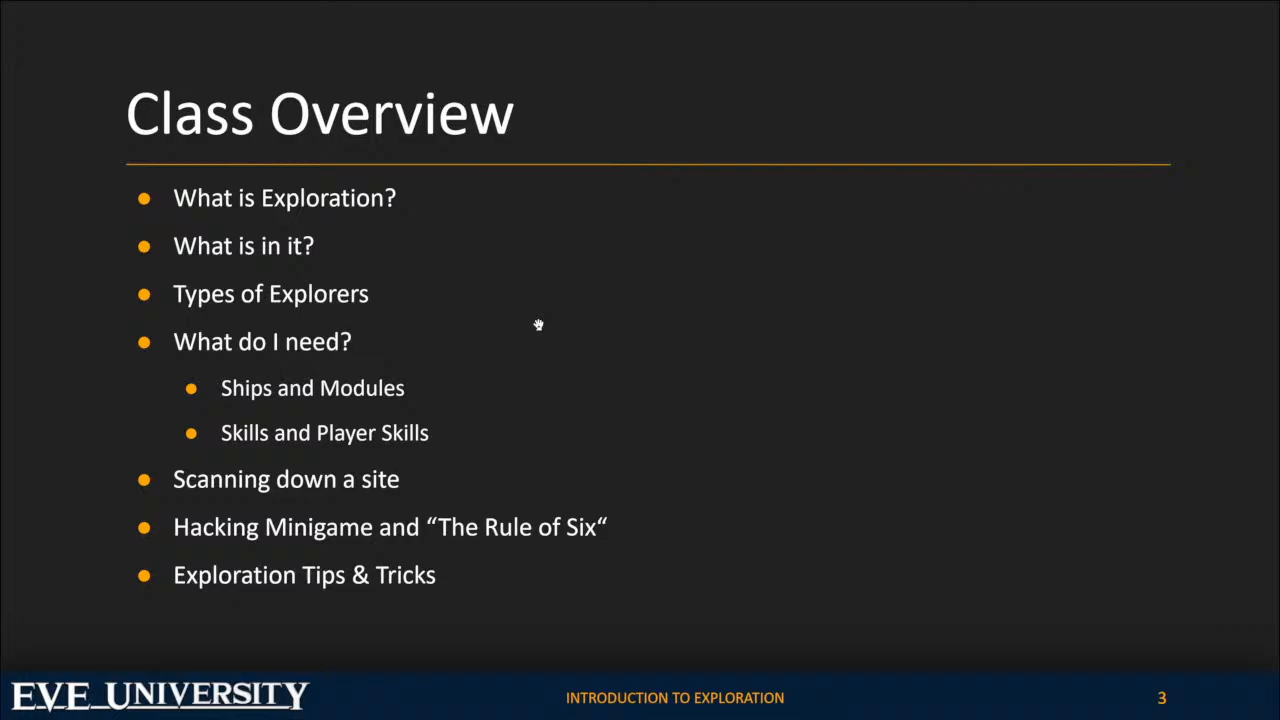 Class Overview
What is Exploration?
What is in it?
Types of Explorers
What do I need?
Ships and Modules
Skills and Player Skills
Scanning down a site
Hacking Minigame and “The Rule of Six“
Exploration Tips & Tricks
EVE UNIVERSITY
INTRODUCTION TO EXPLORATION
3